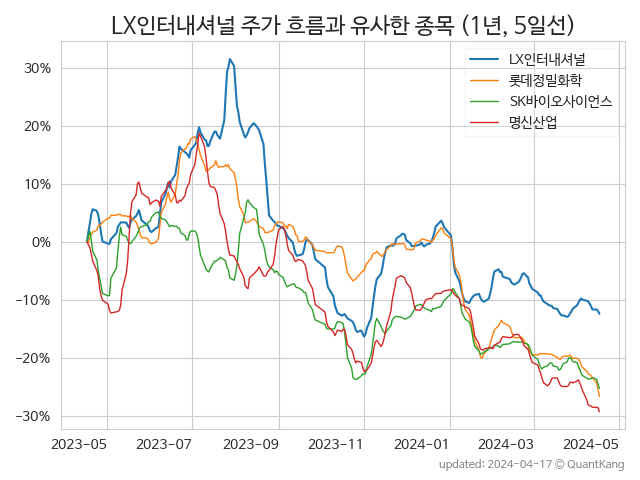 LX인터내셔널 주가 흐름과 유사한 종목 (1년, 5일선)
LX인터내셔널
롯데정밀화학
SK바이오사이언스
명신산업
30%
20%
10%
0%
−10%
−20%
−30%
2023-05 2023-07 2023-09 2023-11 2024-01 2024-03 2024-05
updated: 2024-04-17 © QuantKang